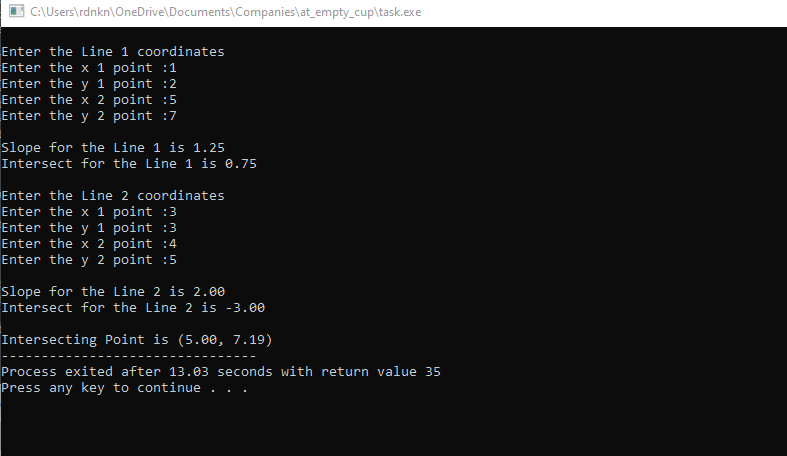 C:\Users\rdnkn\OneDrive\Documents\Companies\at_empty_cup\task.exe
Enter the Line 1 coordinates
Enter the x 1 point :1
Enter the y 1 point :2
Enter the x 2 point :5
Enter the y 2 point :7
Slope for the Line 1 is 1.25
Intersect for the Line 1 is 0.75
Enter the Line 2 coordinates
Enter the x 1 point :3
Enter the y 1 point :3
Enter the x 2 point :4
Enter the y 2 point :5
Slope for the Line 2 is 2.00
Intersect for the Line 2 is -3.00
Intersecting Point is (5.00, 7.19)
--------------------------------
Process exited after 13.03 seconds with return value 35
Press any key to continue . . .